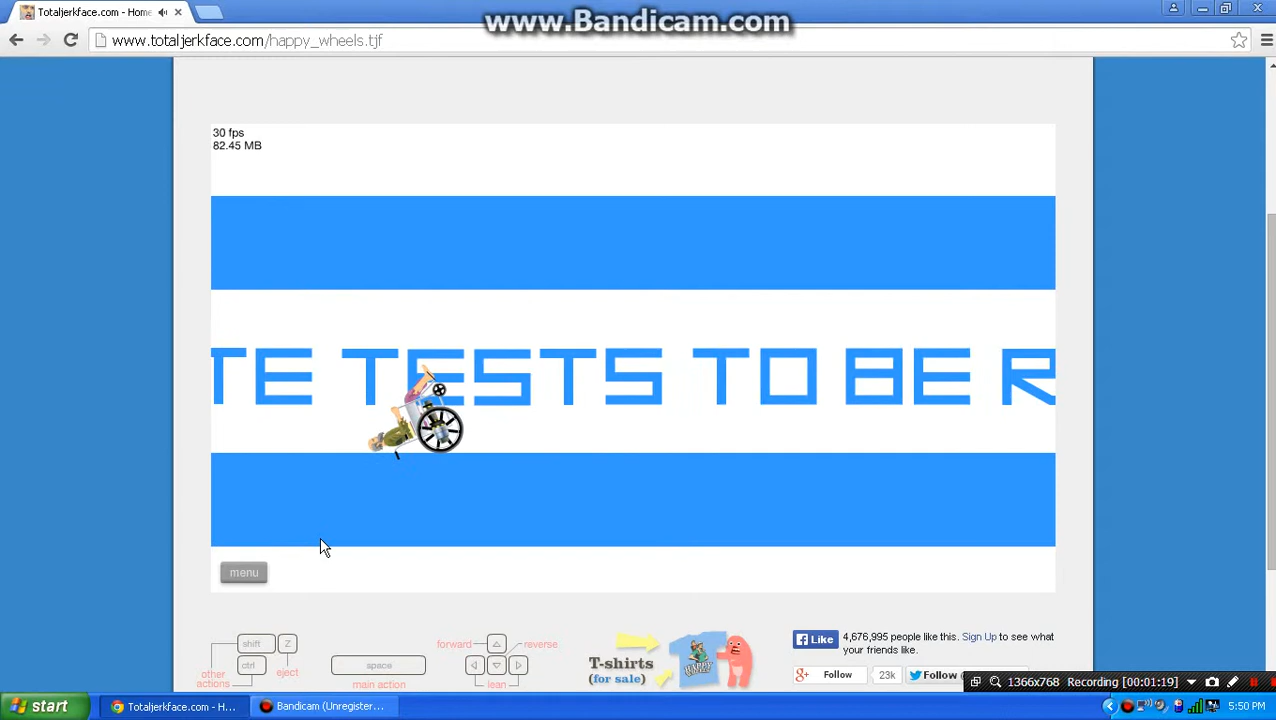 www.Bandicam.com
Totaljerkface.com - Home
www.totaljerkface.com/happy_wheels.tjf
30 fps
82.45 MB
TE TESTS TO BE R
menu
shift Z
ctrl
other actions
eject
space
main action
forward reverse
lean
T-shirts
(for sale)
HAPPY WHEELS
Like 4,676,995 people like this. Sign Up to see what
your friends like.
Follow 23k Follow
1366x768 Recording [00:01:19]
start Totaljerkface.com - H... Bandicam (Unregister... 5:50 PM